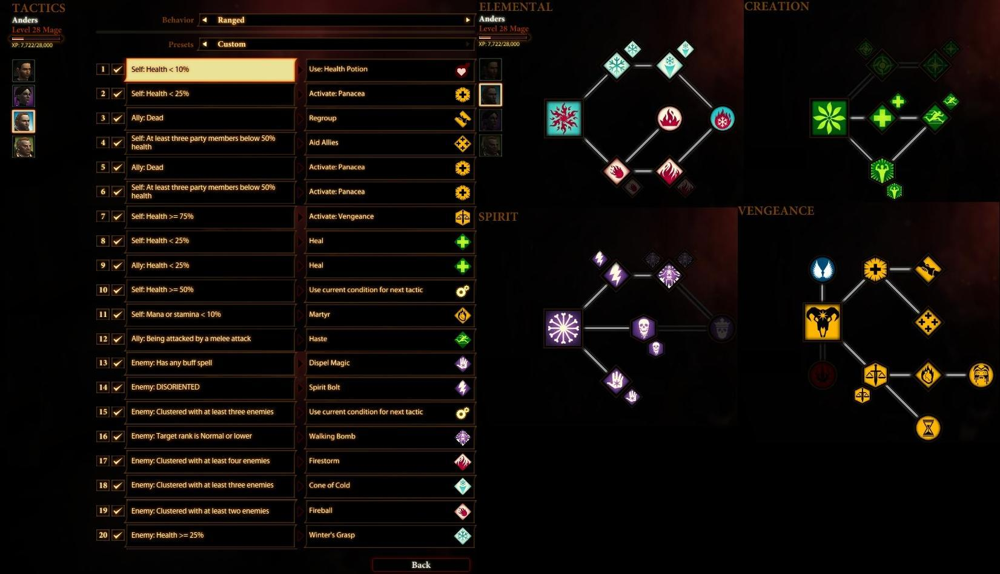 TACTICS
Anders
Level 28 Mage
XP: 7,722/28,000
Behavior Ranged
Presets Custom
1 Self: Health < 10% Use: Health Potion
2 Self: Health < 25% Activate: Panacea
3 Ally: Dead Regroup
4 Self: At least three party members below 50%
health Aid Allies
5 Ally: Dead Activate: Panacea
6 Self: At least three party members below 50%
health Activate: Panacea
7 Self: Health >= 75% Activate: Vengeance
8 Self: Health < 25% Heal
9 Ally: Health < 25% Heal
10 Self: Health >= 50% Use current condition for next tactic
11 Self: Mana or stamina < 10% Martyr
12 Ally: Being attacked by a melee attack Haste
13 Enemy: Has any buff spell Dispel Magic
14 Enemy: DISORIENTED Spirit Bolt
15 Enemy: Clustered with at least three enemies Use current condition for next tactic
16 Enemy: Target rank is Normal or lower Walking Bomb
17 Enemy: Clustered with at least four enemies Firestorm
18 Enemy: Clustered with at least three enemies Cone of Cold
19 Enemy: Clustered with at least two enemies Fireball
20 Enemy: Health >= 25% Winter's Grasp
Back
ELEMENTAL
Anders
Level 28 Mage
XP: 7,722/28,000
CREATION
SPIRIT
VENGEANCE